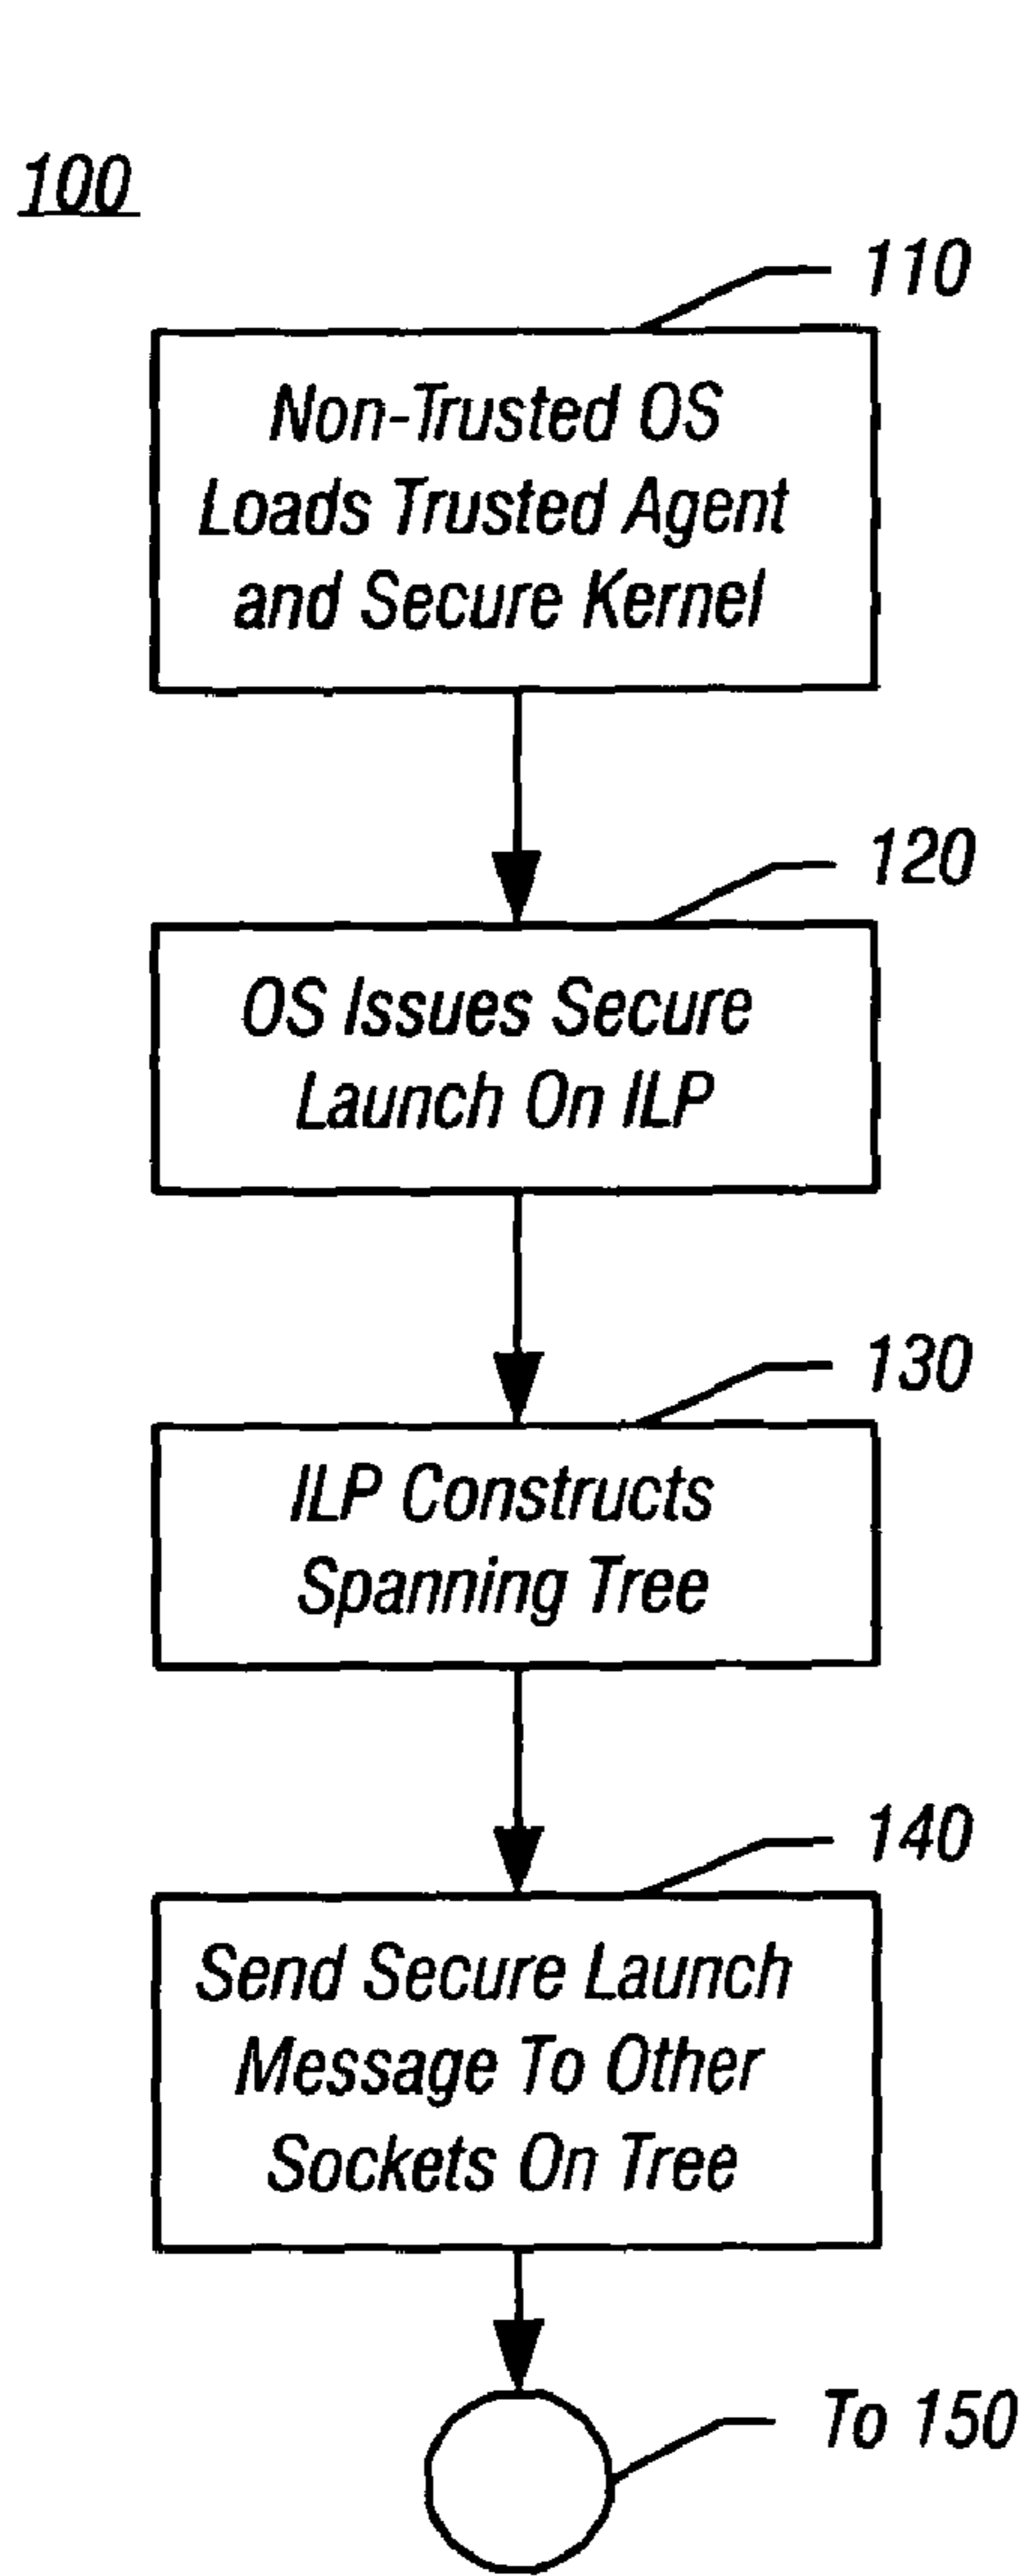 100
110
Non-Trusted OS
Loads Trusted Agent
and Secure Kernel
120
OS Issues Secure
Launch On ILP
130
ILP Constructs
Spanning Tree
140
Send Secure Launch
Message To Other
Sockets On Tree
To 150